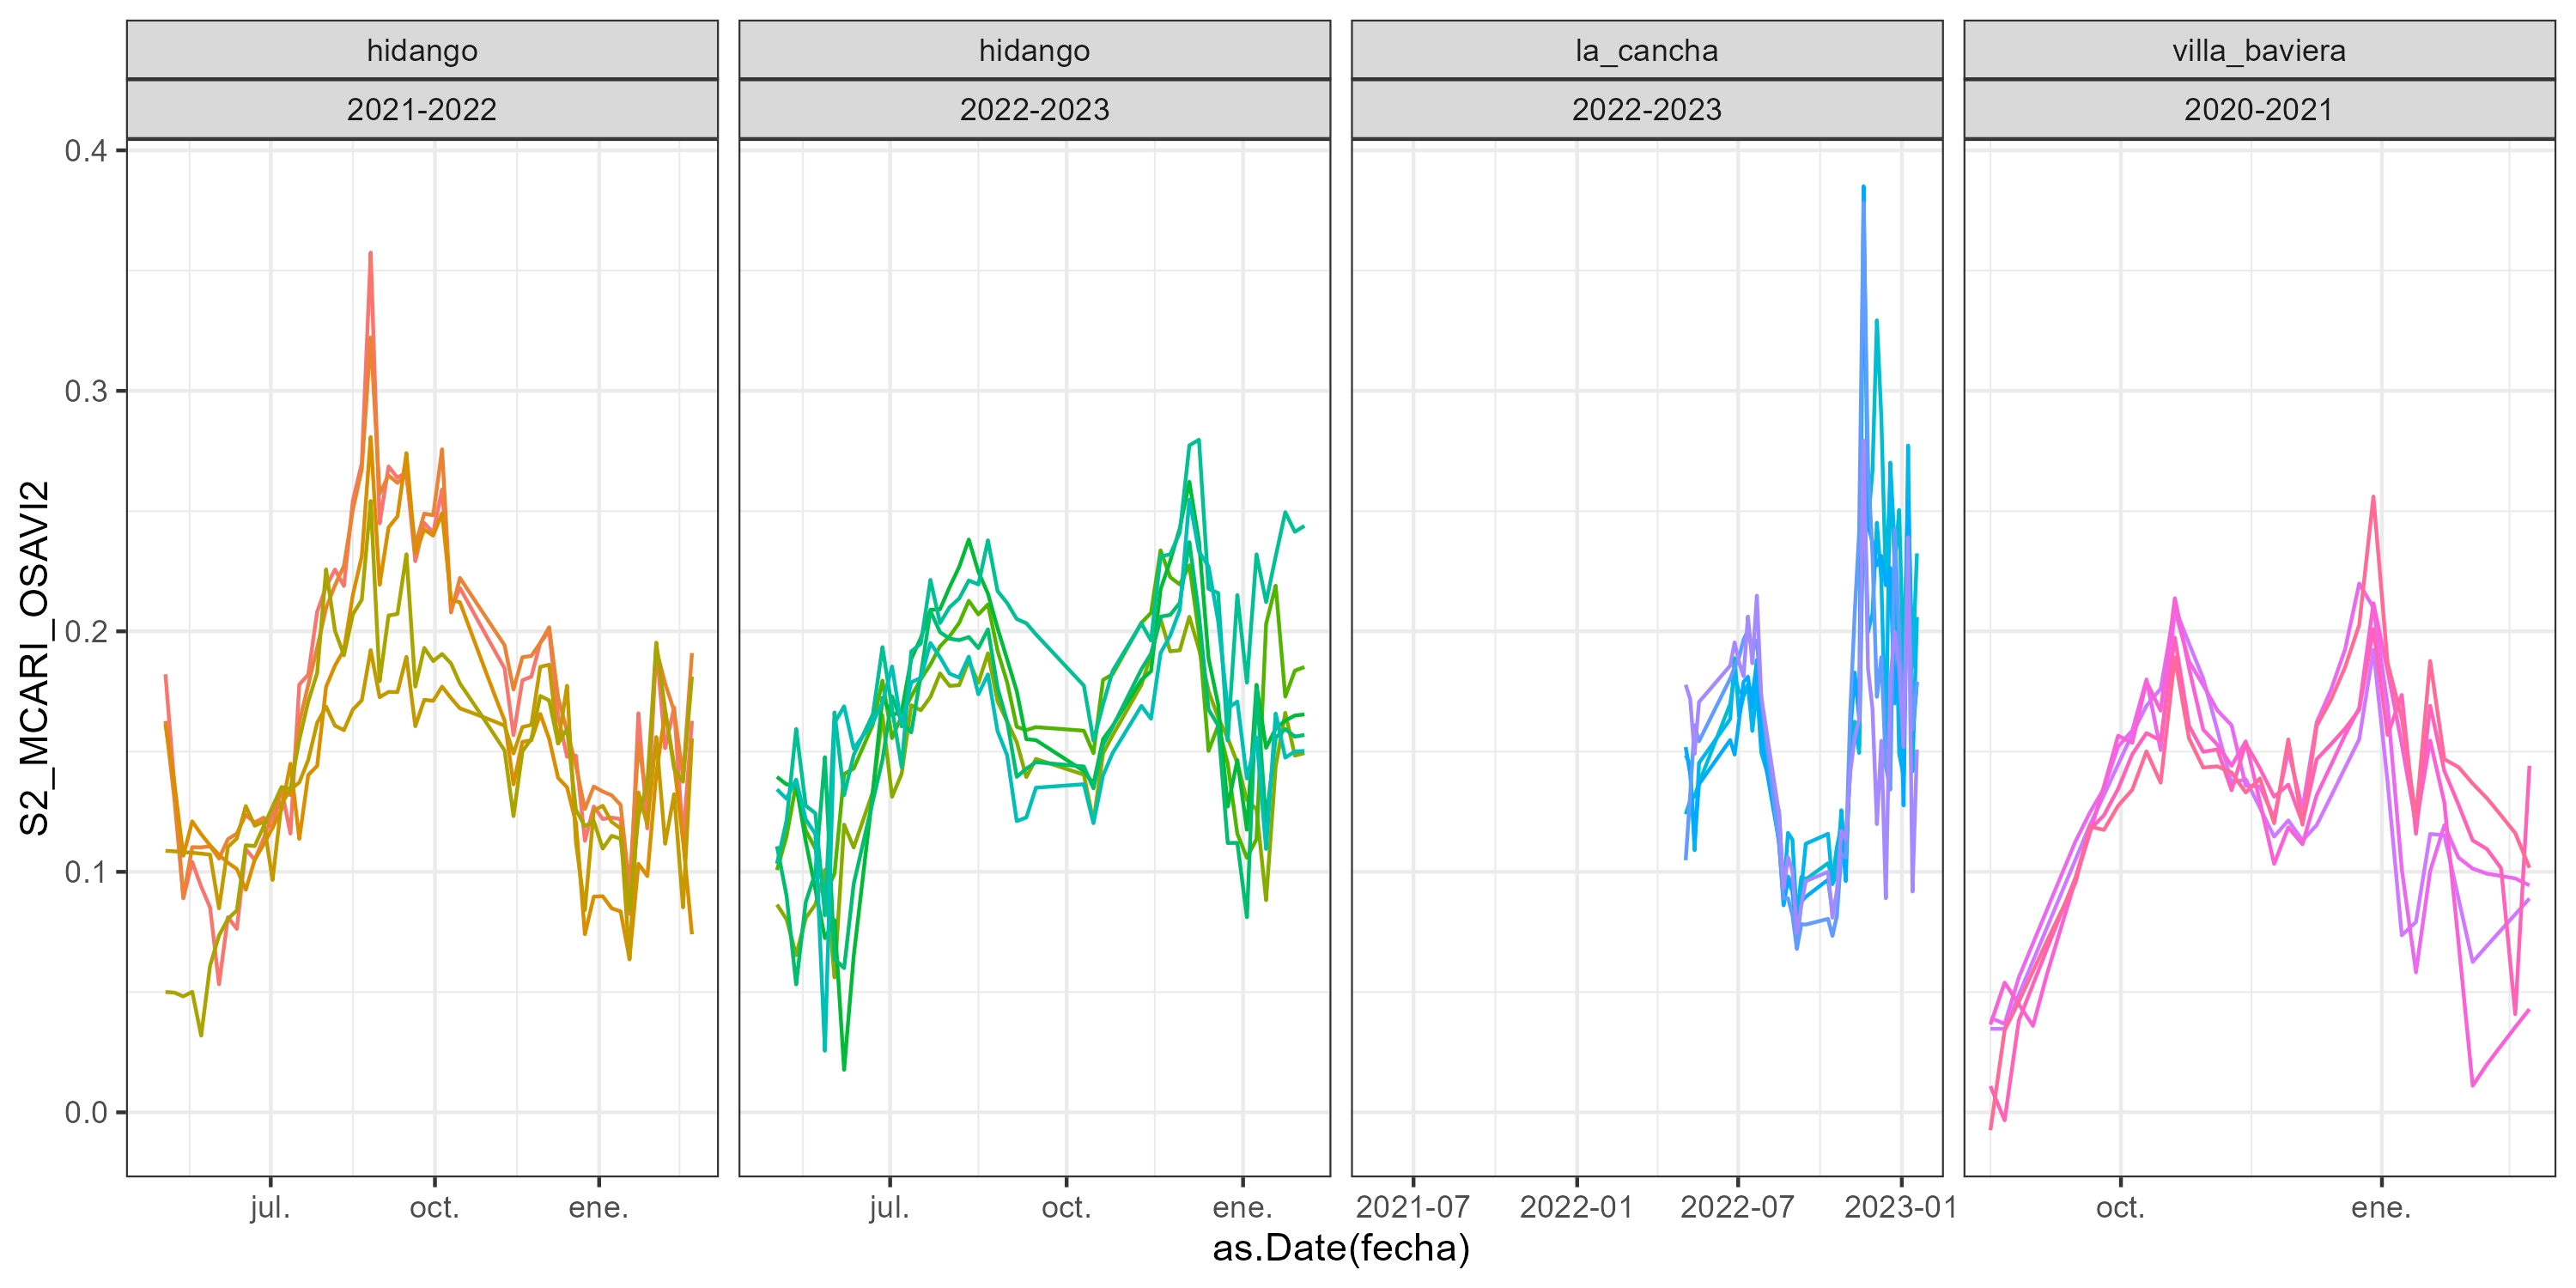 hidango
hidango
la_cancha
villa_baviera
2021-2022
2022-2023
2022-2023
2020-2021
0.4
0.3
0.2
0.1
0.0
S2_MCARI_OSAVI2
jul.
oct.
ene.
jul.
oct.
ene.
2021-07
2022-01
2022-07
2023-01
oct.
ene.
as.Date(fecha)